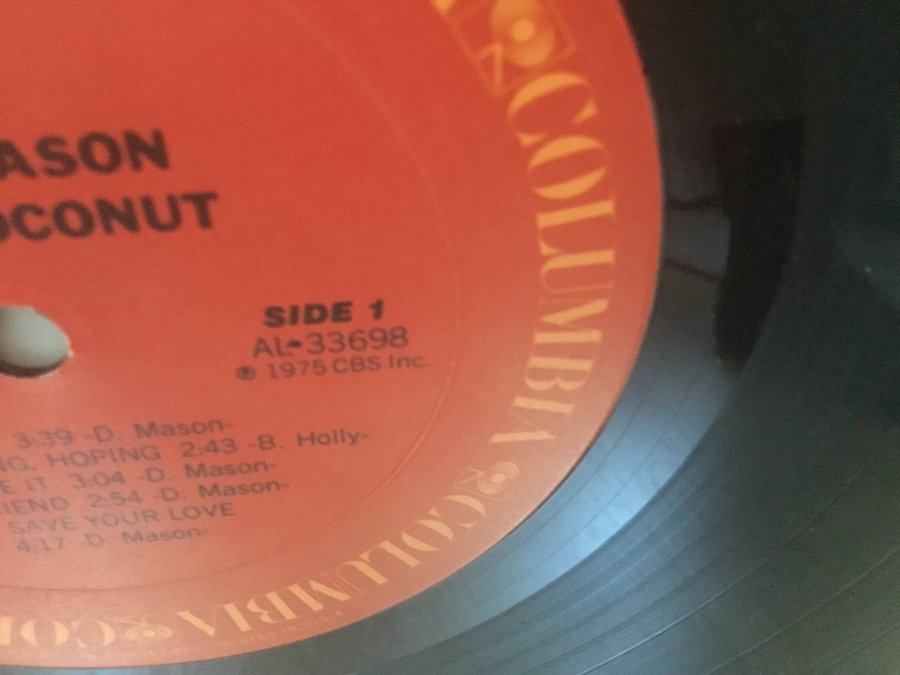 ASON
OCONUT
SIDE 1
AL 33698
℗ 1975 CBS Inc.
3:39 -D. Mason-
NG, HOPING 2:43 -B. Holly-
E IT 3:04 -D. Mason-
IEND 2:54 -D. Mason-
SAVE YOUR LOVE
4:17 -D. Mason-
COLUMBIA
COLUMBIA
CO